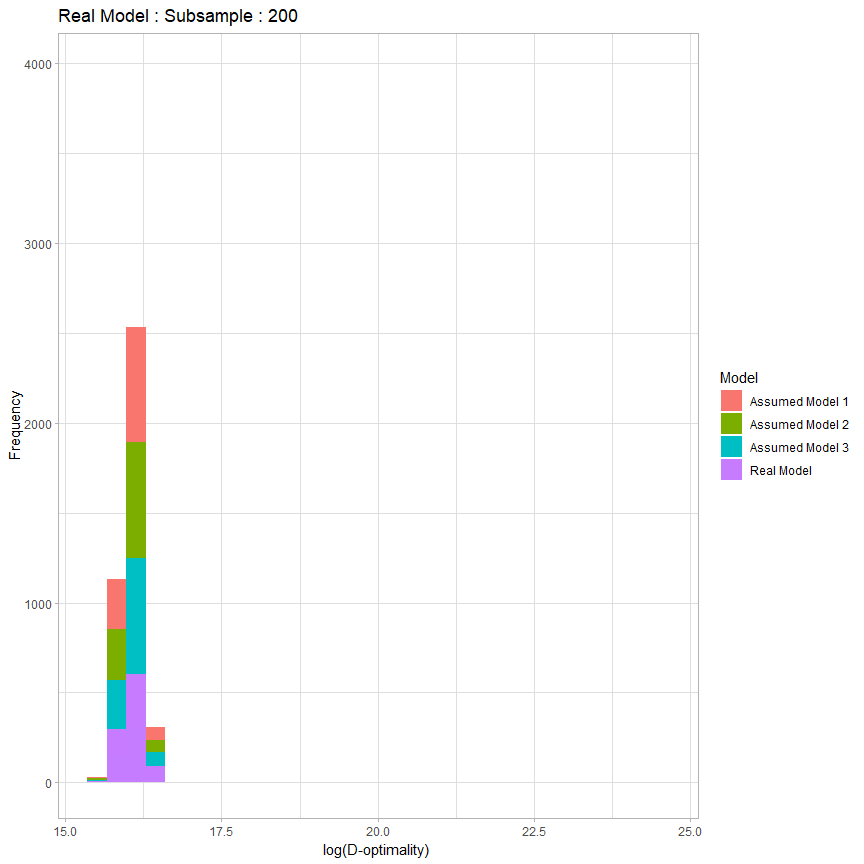 Real Model : Subsample : 200
4000
3000
2000
1000
0
Frequency
15.0 17.5 20.0 22.5 25.0
log(D-optimality)
Model
Assumed Model 1
Assumed Model 2
Assumed Model 3
Real Model